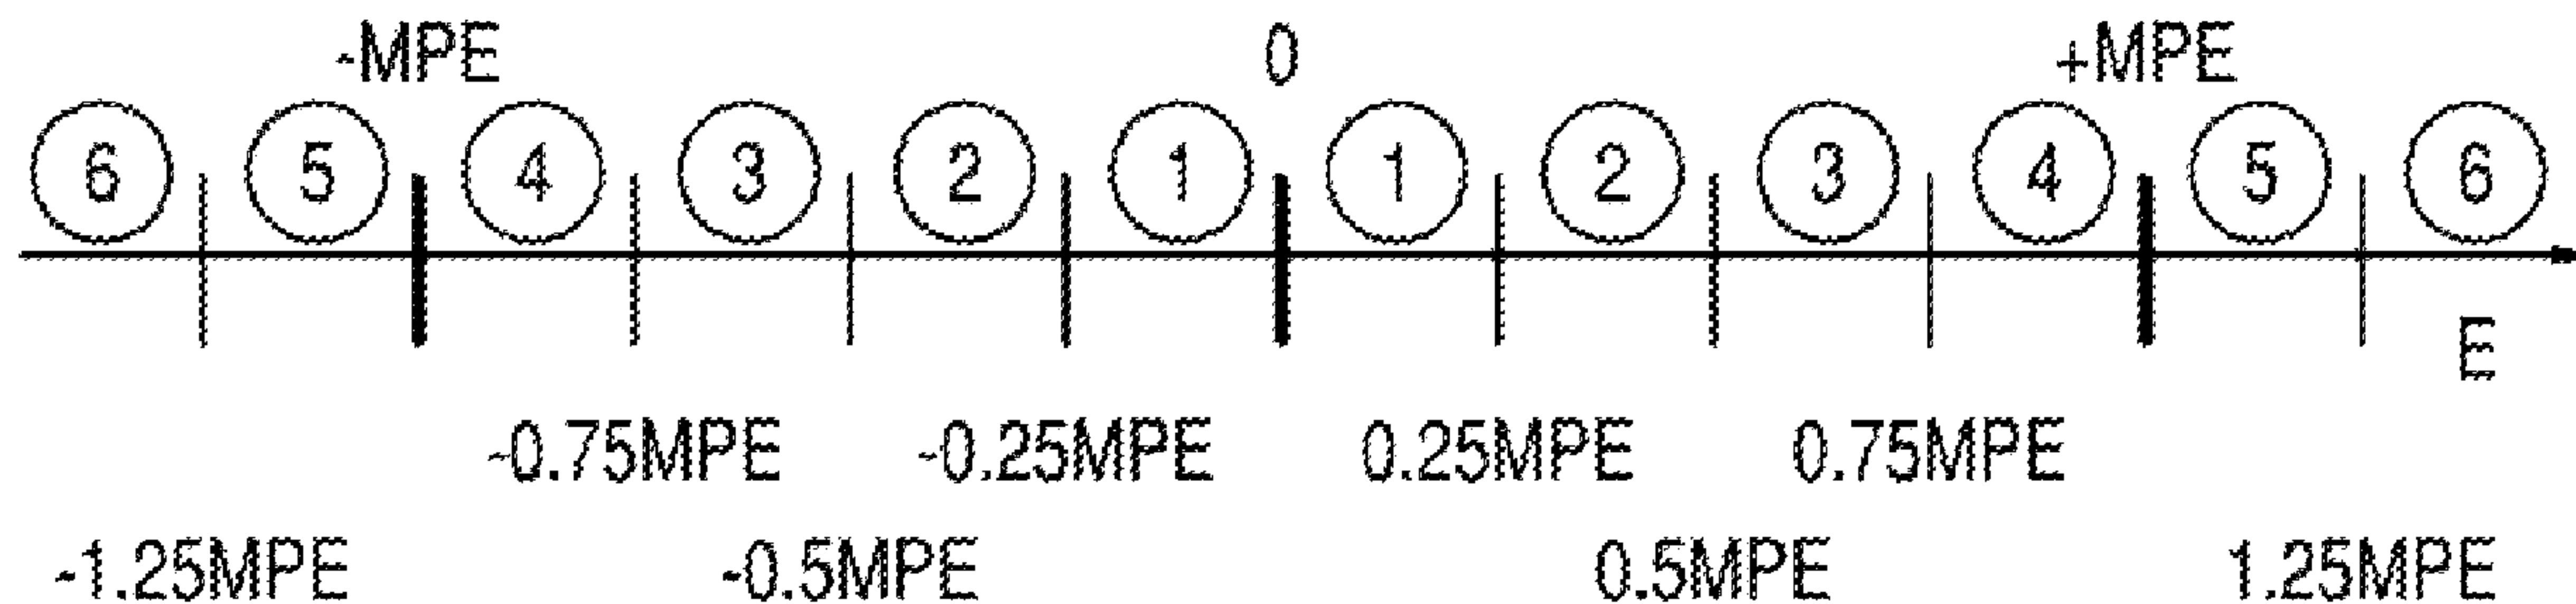 -MPE 0 +MPE
6 5 4 3 2 1 1 2 3 4 5 6
E
-0.75MPE -0.25MPE 0.25MPE 0.75MPE
-1.25MPE -0.5MPE 0.5MPE 1.25MPE